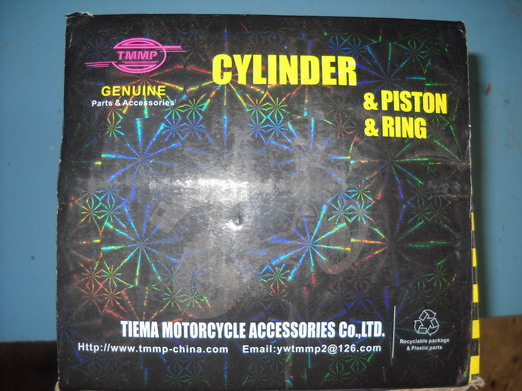 TMMP
GENUINE
Parts & Accessories
CYLINDER
& PISTON
& RING
TIEMA MOTORCYCLE ACCESSORIES Co.,LTD.
Http://www.tmmp-china.com Email:ywtmmp2@126.com
Recyclable package
& Plastic parts